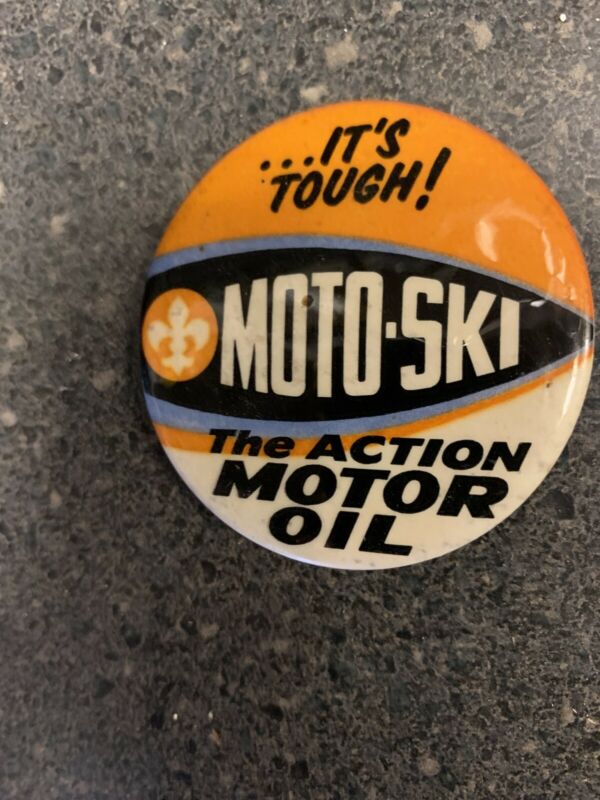 ...IT'S
TOUGH!
MOTO-SKI
The ACTION
MOTOR
OIL